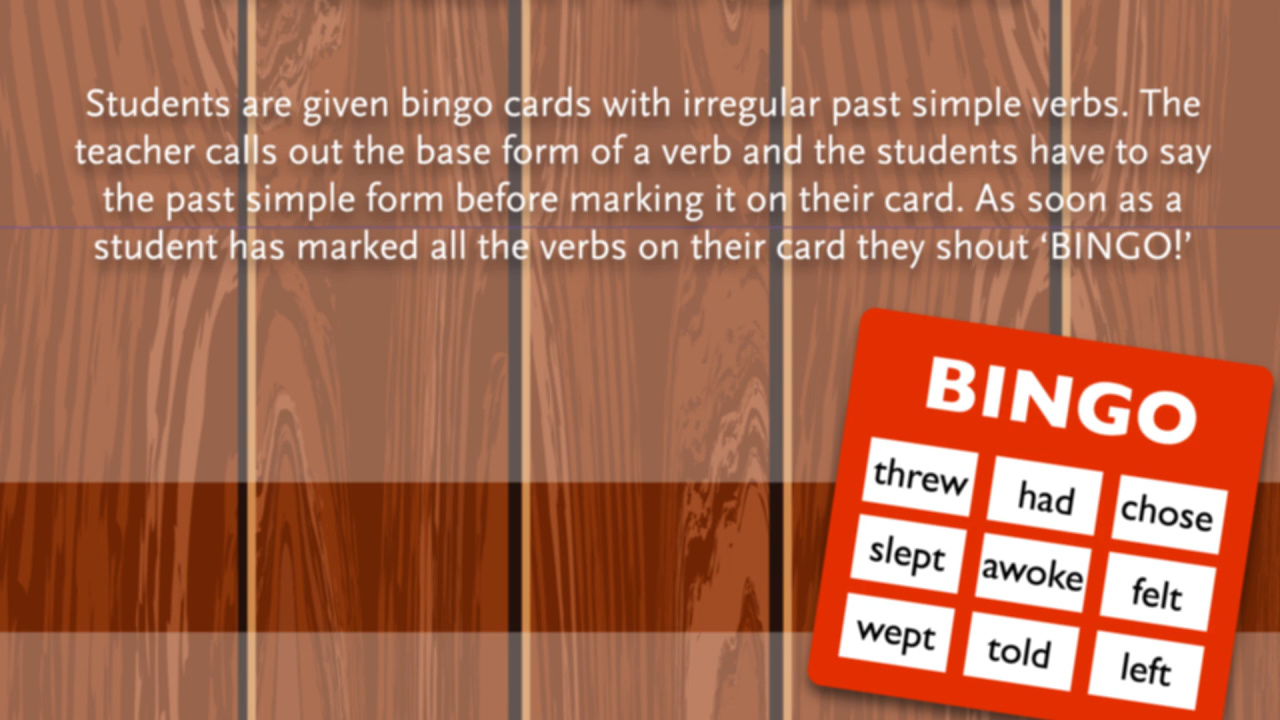 Students are given bingo cards with irregular past simple verbs. The
teacher calls out the base form of a verb and the students have to say
the past simple form before marking it on their card. As soon as a
student has marked all the verbs on their card they shout ‘BINGO!’
BINGO
threw had chose
slept awoke felt
wept told left